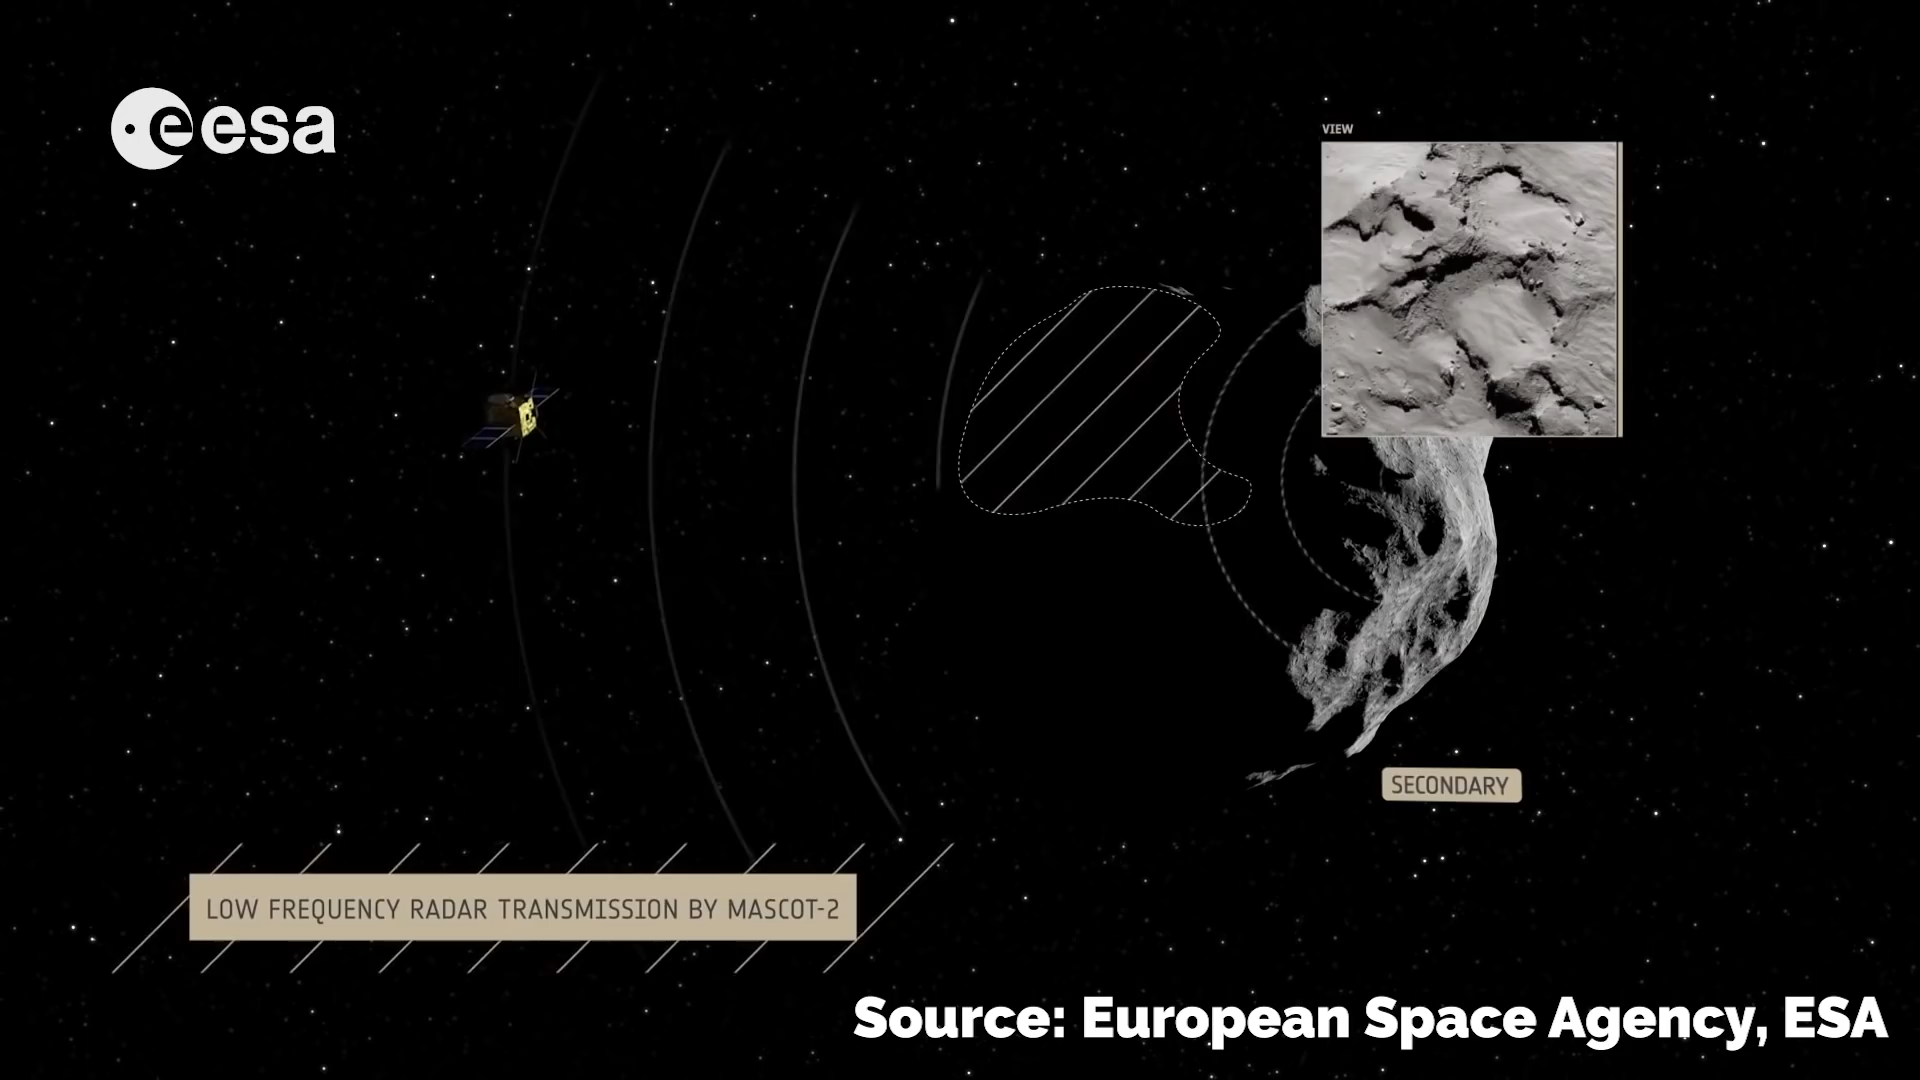 esa
VIEW
SECONDARY
LOW FREQUENCY RADAR TRANSMISSION BY MASCOT-2
Source: European Space Agency, ESA